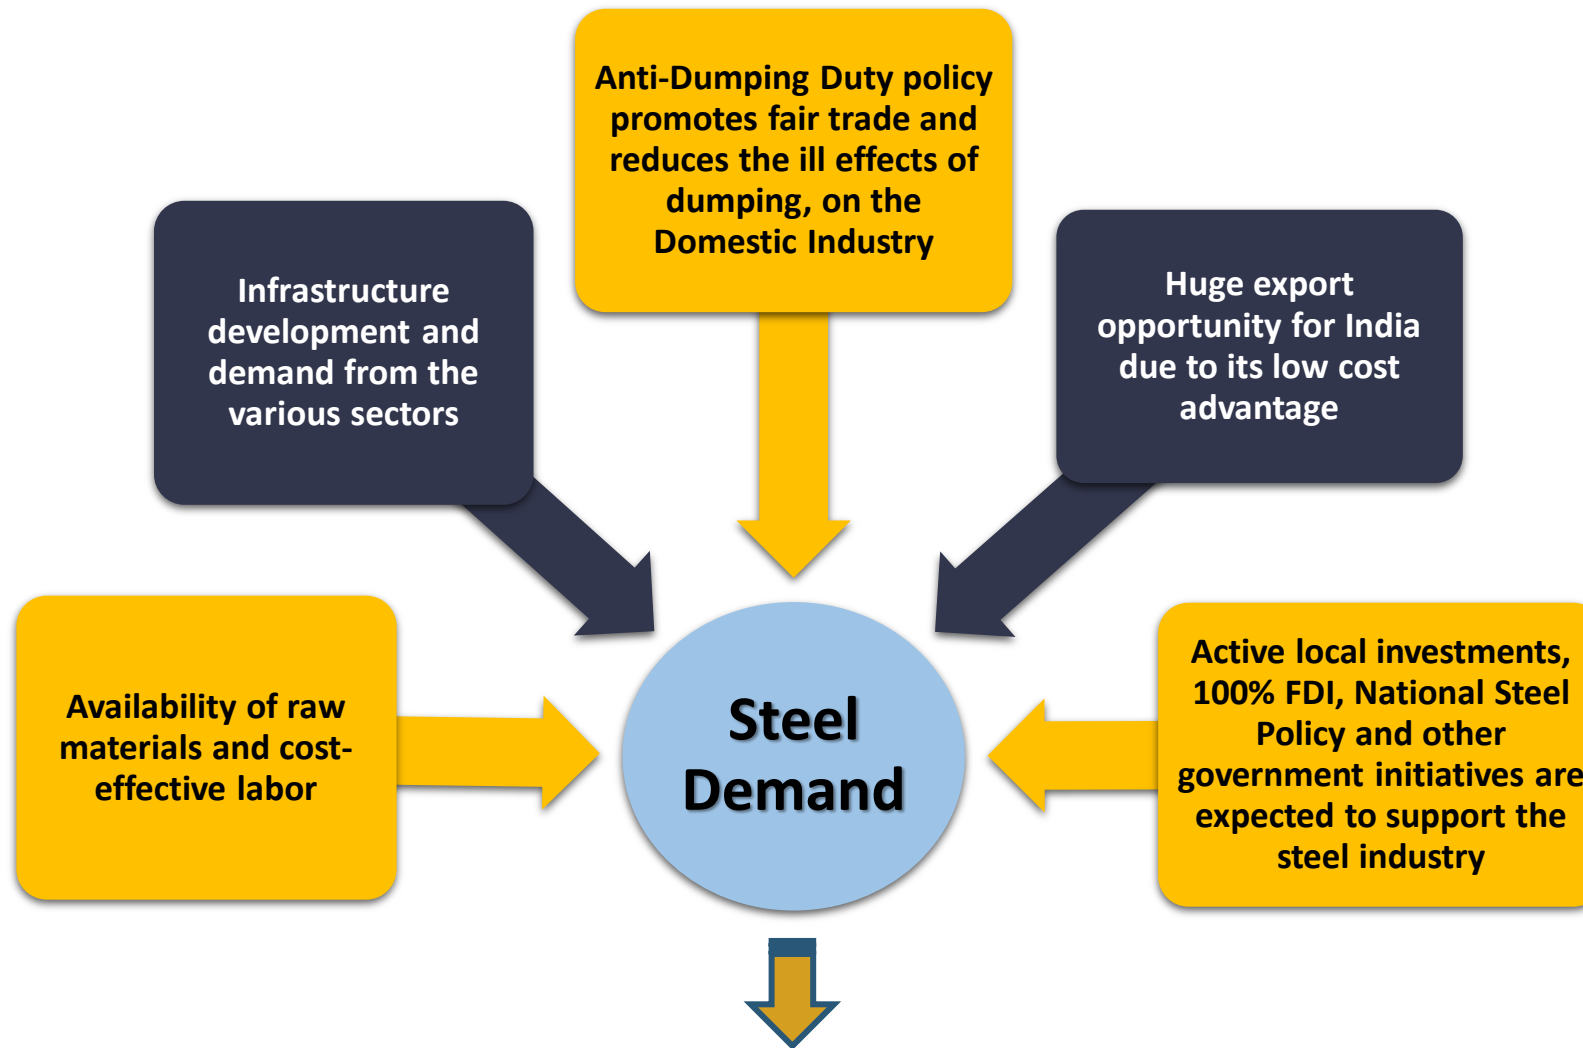 Anti-Dumping Duty policy
promotes fair trade and
reduces the ill effects of
dumping, on the
Domestic Industry
Infrastructure
development and
demand from the
various sectors
Huge export
opportunity for India
due to its low cost
advantage
Availability of raw
materials and cost-
effective labor
Steel
Demand
Active local investments,
100% FDI, National Steel
Policy and other
government initiatives are
expected to support the
steel industry